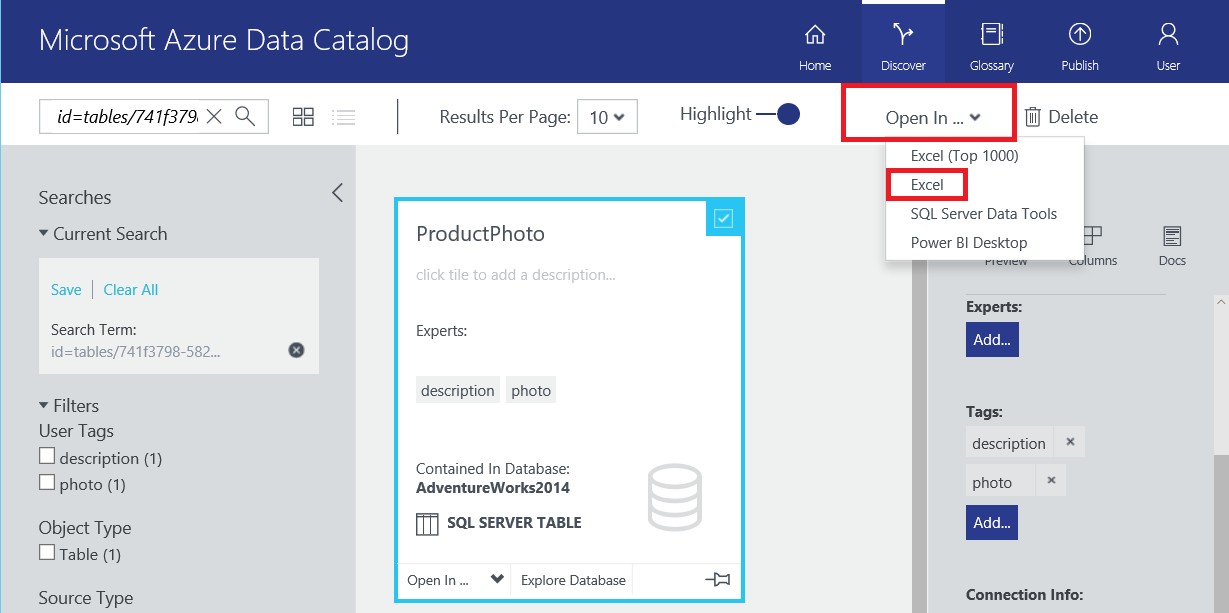 Microsoft Azure Data Catalog
Home
Discover
Glossary
Publish
User
id=tables/741f379
Results Per Page:
10
Highlight
Open In ...
Delete
Excel (Top 1000)
Excel
SQL Server Data Tools
Power BI Desktop
Searches
Current Search
Save
Clear All
Search Term:
id=tables/741f3798-582...
Filters
User Tags
description (1)
photo (1)
Object Type
Table (1)
Source Type
ProductPhoto
click tile to add a description...
Experts:
description
photo
Contained In Database:
AdventureWorks2014
SQL SERVER TABLE
Open In ...
Explore Database
Preview
Columns
Docs
Experts:
Add...
Tags:
description
photo
Add...
Connection Info: